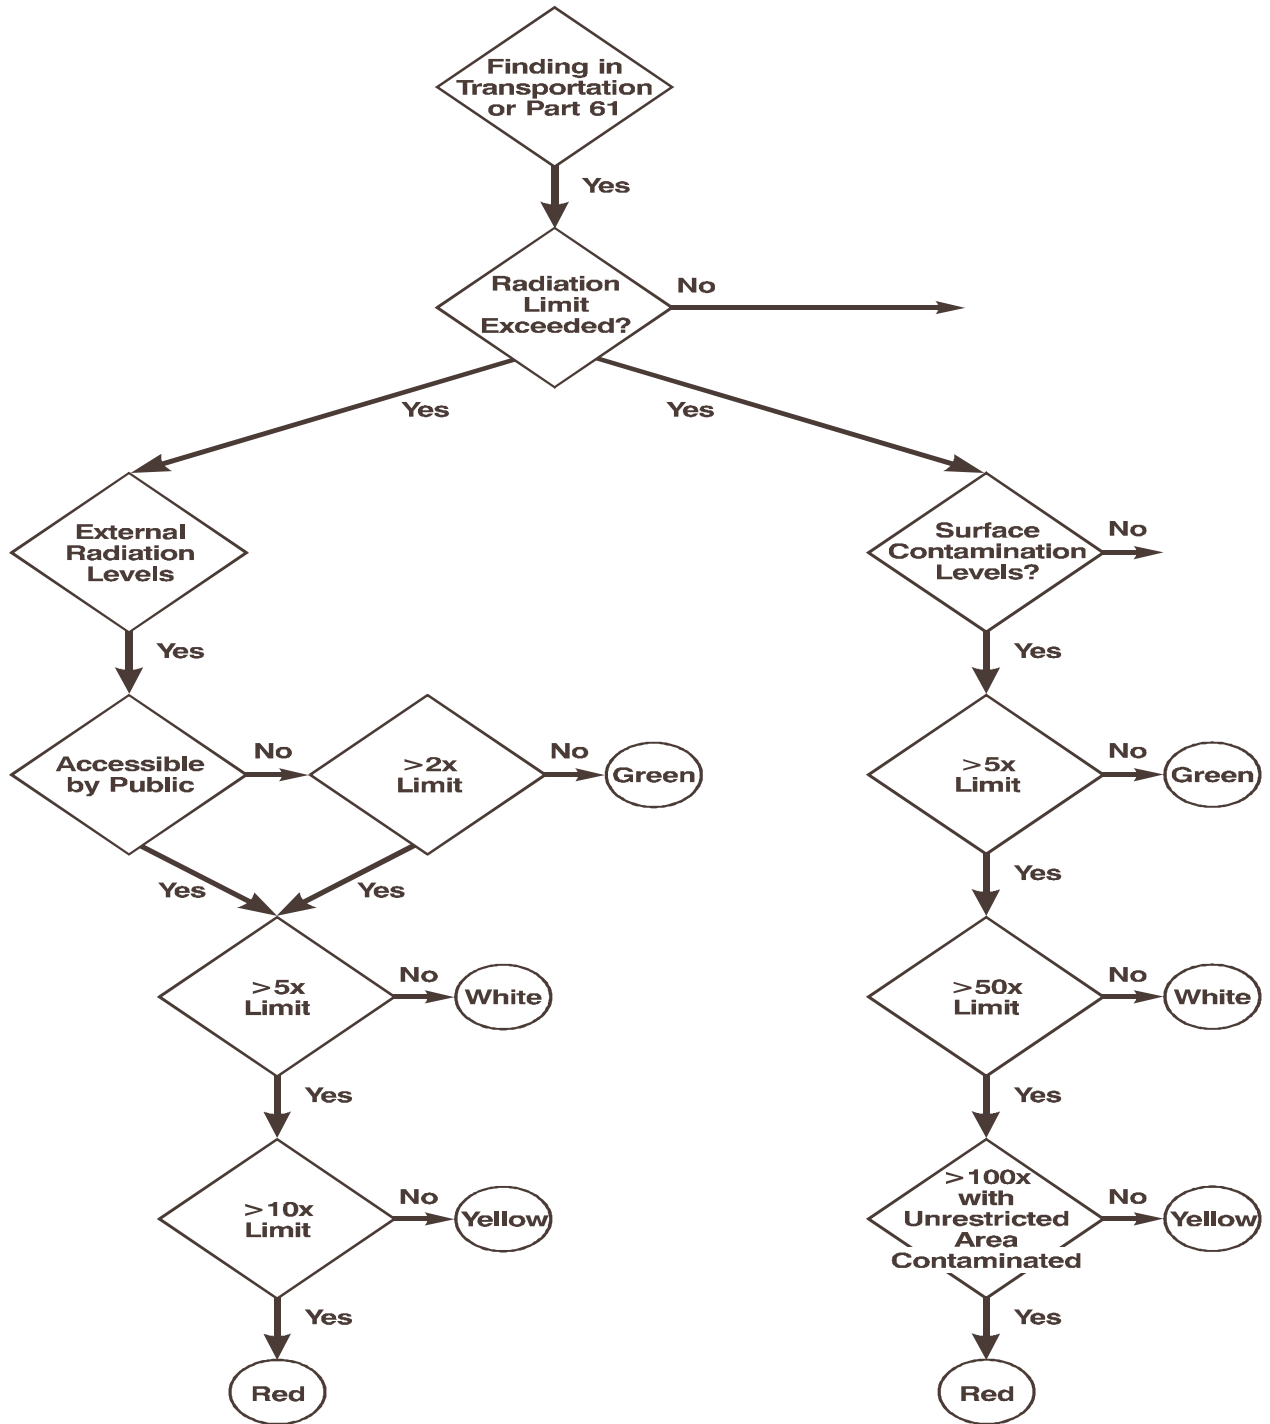 Finding in
Transportation
or Part 61
Yes
Radiation
Limit
Exceeded?
No
Yes
Yes
External
Radiation
Levels
Surface
Contamination
Levels?
No
Yes
Yes
Accessible
by Public
No
>2x
Limit
No
Green
>5x
Limit
No
Green
Yes
Yes
Yes
>5x
Limit
No
White
>50x
Limit
No
White
Yes
Yes
>10x
Limit
No
Yellow
>100x
with
Unrestricted
Area
Contaminated
No
Yellow
Yes
Yes
Red
Red